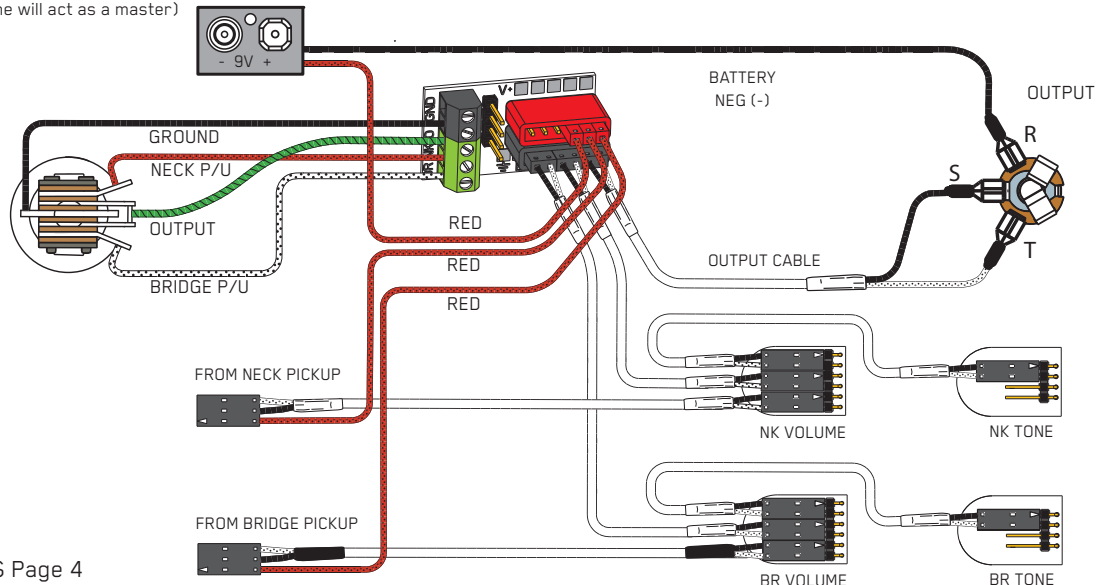 ne will act as a master)
- 9V +
V+
BATTERY
NEG (-)
OUTPUT
GND
GROUND
R
NECK P/U
S
OUTPUT
RED
T
RED
OUTPUT CABLE
BRIDGE P/U
RED
FROM NECK PICKUP
NK VOLUME
NK TONE
FROM BRIDGE PICKUP
S Page 4
BR VOLUME
BR TONE